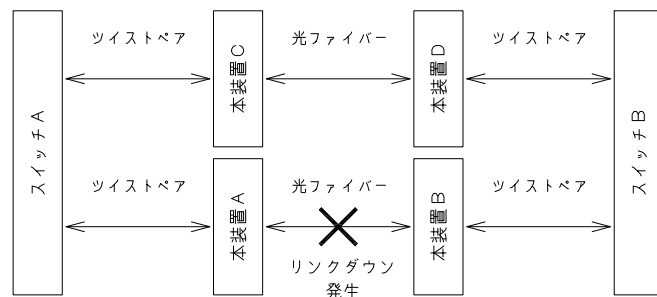 スイッチA
ツイストペア
本装置C
光ファイバー
本装置D
ツイストペア
スイッチB
ツイストペア
本装置A
光ファイバー
本装置B
ツイストペア
リンクダウン
発生